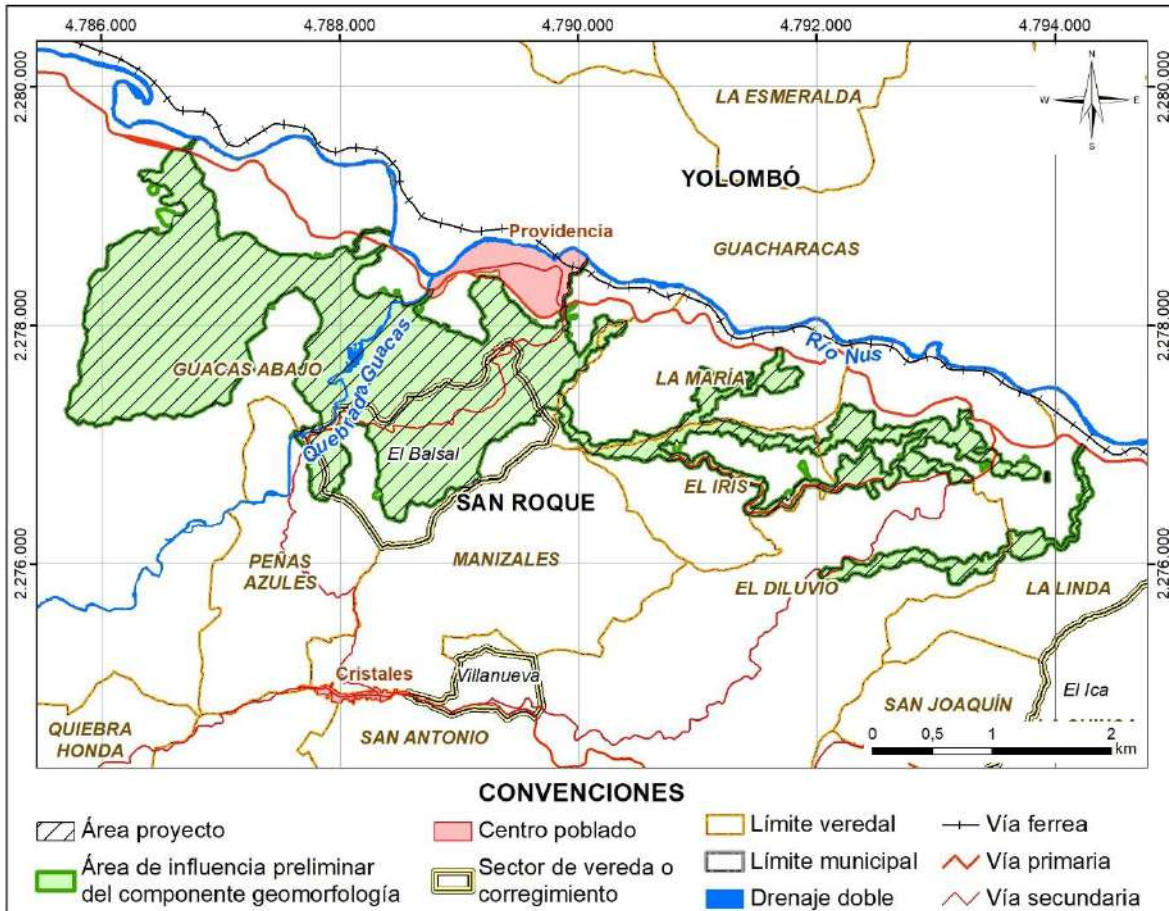 4.786.000 4.788.000 4.790.000 4.792.000 4.794.000
2.280.000 2.280.000
N
W E
S
LA ESMERALDA
YOLOMBÓ
Providencia
GUACHARACAS
2.278.000 2.278.000
Río Nus
GUACAS ABAJO
Quebrada Guacas
LA MARÍA
El Balsal
EL IRIS
SAN ROQUE
PEÑAS
AZULES
MANIZALES
2.276.000 2.276.000
EL DILUVIO
LA LINDA
Cristales
Villanueva
El Ica
SAN JOAQUÍN
QUIEBRA
HONDA
SAN ANTONIO
0 0,5 1 2
km
CONVENCIONES
Área proyecto
Área de influencia preliminar
del componente geomorfología
Centro poblado
Sector de vereda o
corregimiento
Límite veredal
Límite municipal
Drenaje doble
Vía ferrea
Vía primaria
Vía secundaria